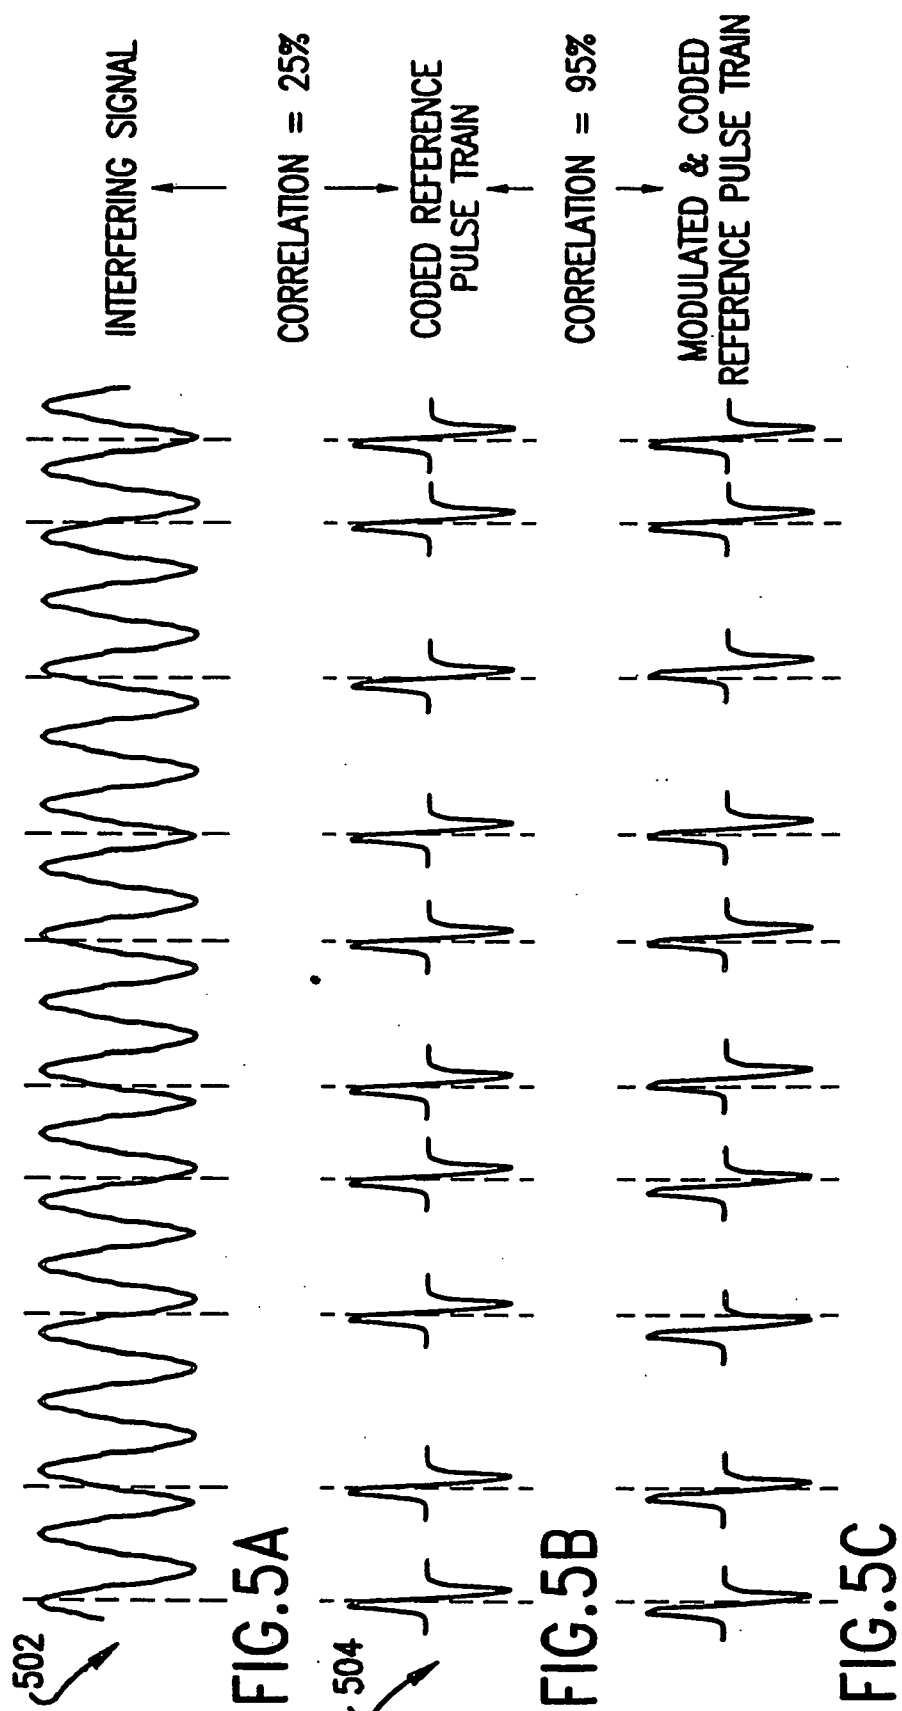 502
INTERFERING SIGNAL
FIG.5A
CORRELATION = 25%
504
CODED REFERENCE
PULSE TRAIN
FIG.5B
CORRELATION = 95%
MODULATED & CODED
REFERENCE PULSE TRAIN
FIG.5C